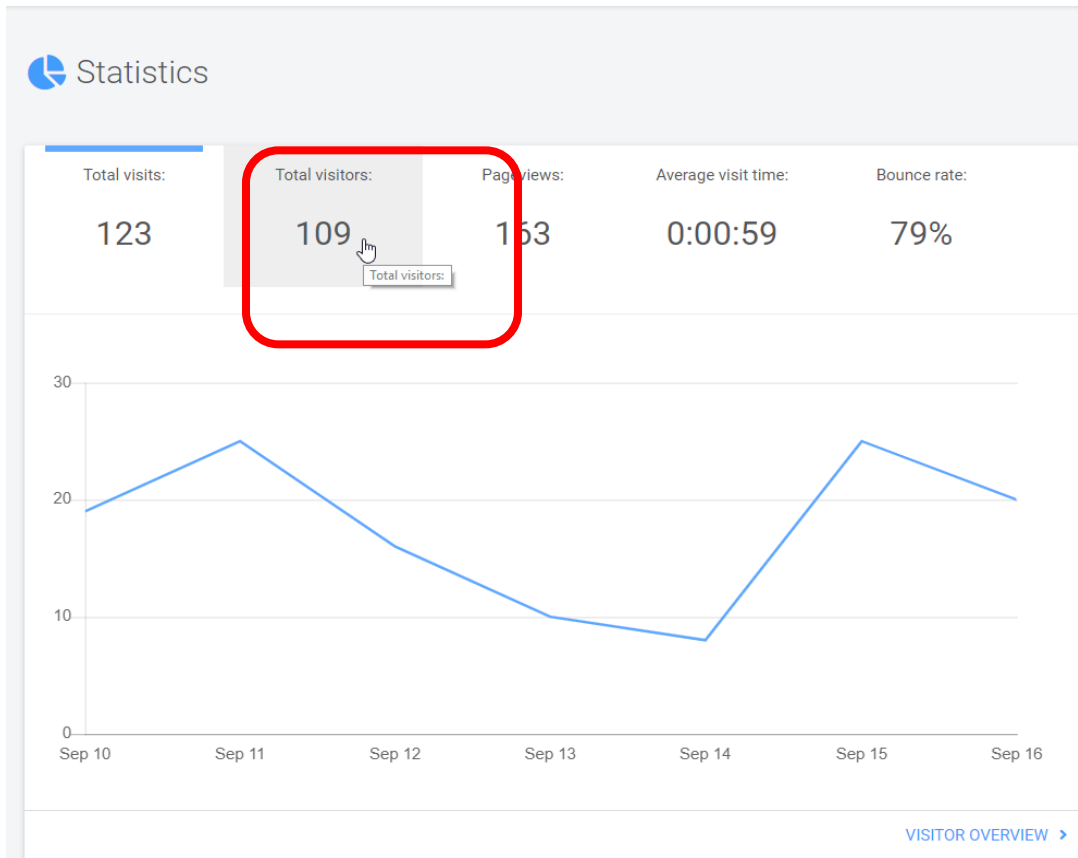 Statistics
Total visits: Total visitors: Pageviews: Average visit time: Bounce rate:
123 109 163 0:00:59 79%
Total visitors:
30
20
10
0
Sep 10 Sep 11 Sep 12 Sep 13 Sep 14 Sep 15 Sep 16
VISITOR OVERVIEW